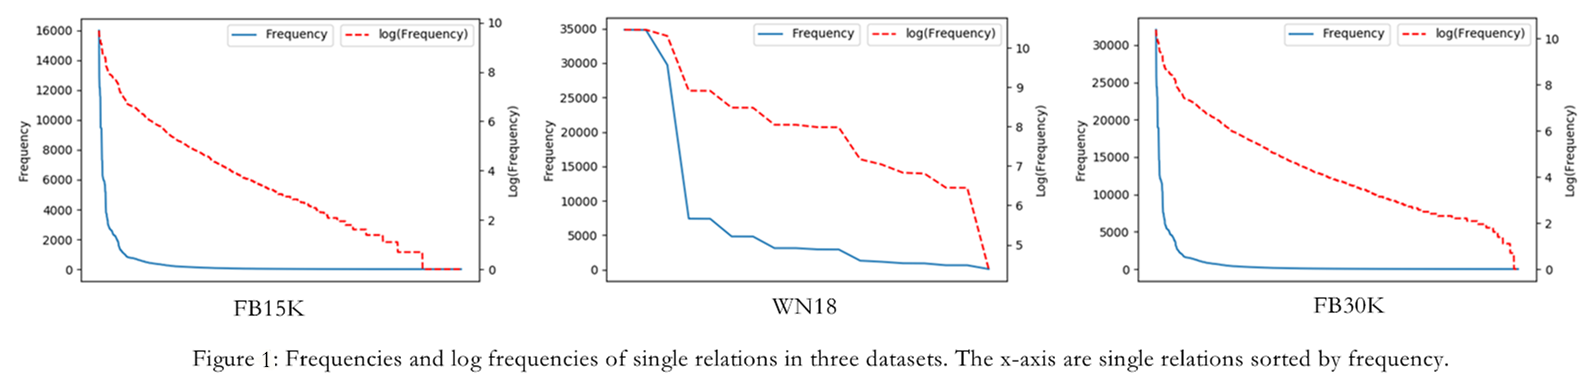 Frequency
log(Frequency)
16000
14000
12000
10000
8000
6000
4000
2000
0
Frequency
10
8
6
4
2
0
Log(Frequency)
FB15K
Frequency
log(Frequency)
35000
30000
25000
20000
15000
10000
5000
0
Frequency
10
9
8
7
6
5
Log(Frequency)
WN18
Frequency
log(Frequency)
30000
25000
20000
15000
10000
5000
0
Frequency
10
8
6
4
2
0
Log(Frequency)
FB30K
Figure 1: Frequencies and log frequencies of single relations in three datasets. The x-axis are single relations sorted by frequency.